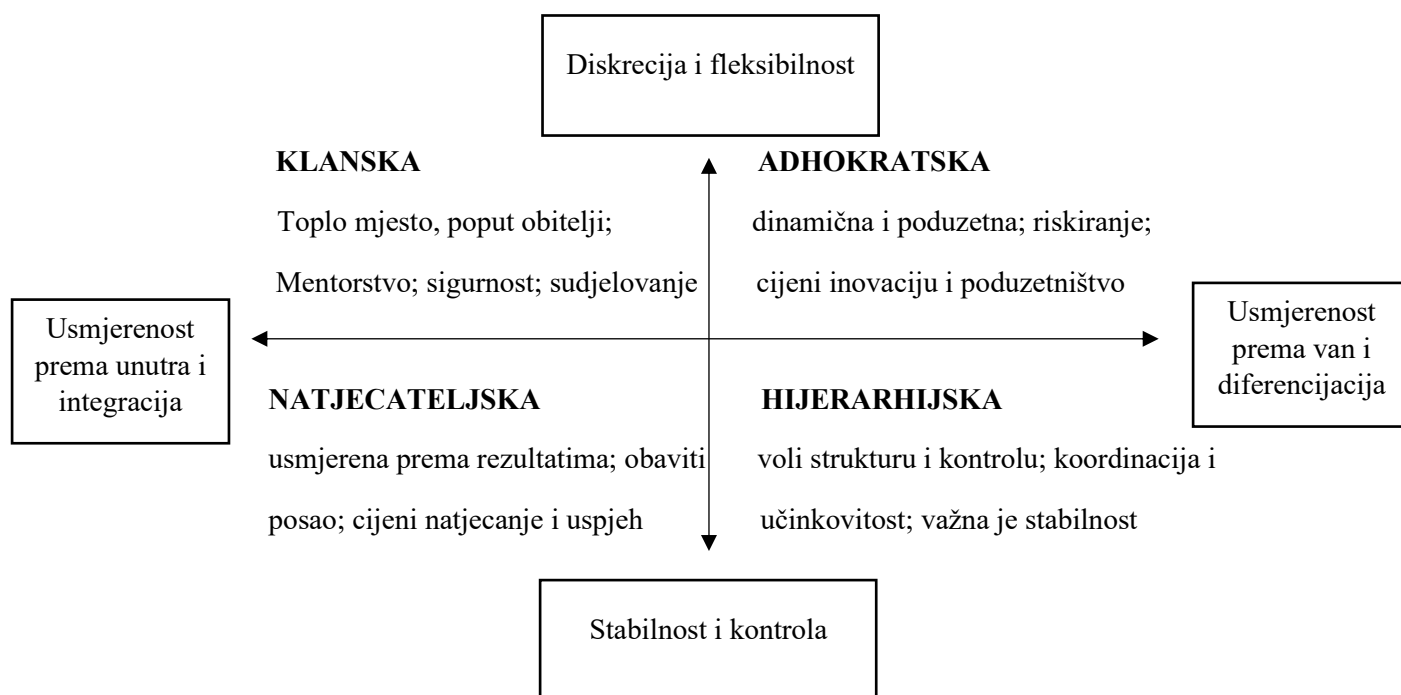 Diskrecija i fleksibilnost
KLANSKA
Toplo mjesto, poput obitelji;
Mentorstvo; sigurnost; sudjelovanje
ADHOKRATSKA
dinamična i poduzetna; riskiranje;
cijeni inovaciju i poduzetništvo
Usmjerenost
prema unutra i
integracija
Usmjerenost
prema van i
diferencijacija
NATJECATELJSKA
usmjerena prema rezultatima; obaviti
posao; cijeni natjecanje i uspjeh
HIJERARHIJSKA
voli strukturu i kontrolu; koordinacija i
učinkovitost; važna je stabilnost
Stabilnost i kontrola